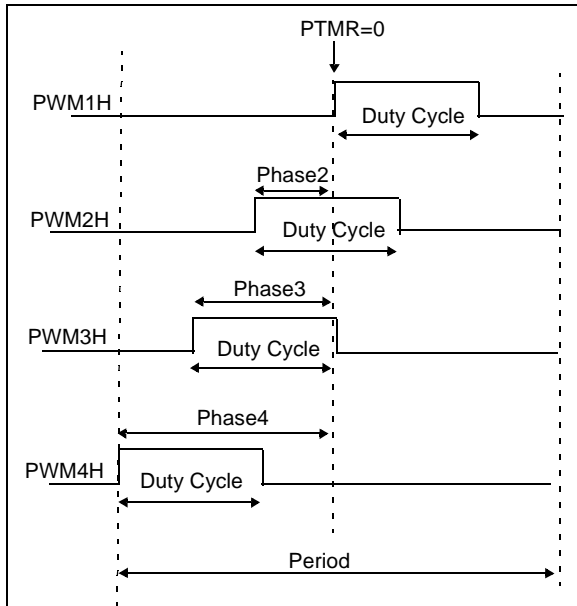 PTMR=0
PWM1H
Duty Cycle
Phase2
PWM2H
Duty Cycle
Phase3
PWM3H
Duty Cycle
Phase4
PWM4H
Duty Cycle
Period